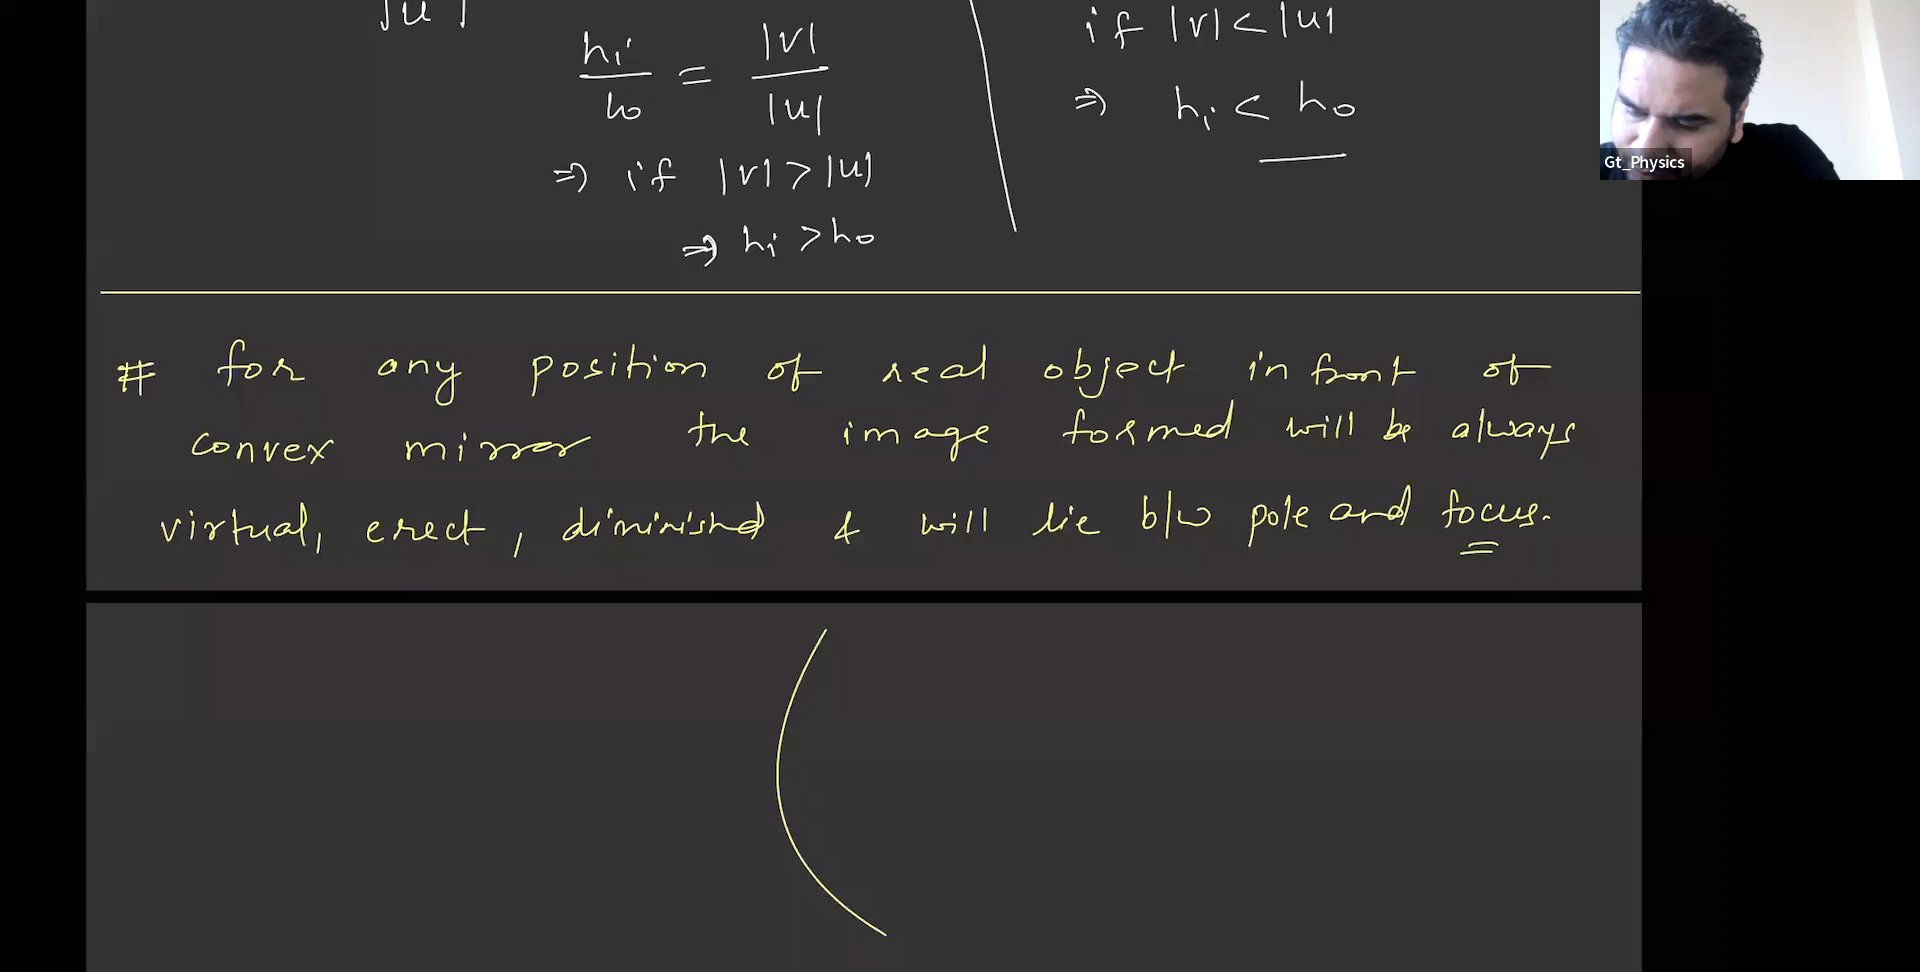 |u|
hi/ho = |v|/|u|
⇒ if |v| > |u|
⇒ hi > ho
if |v| < |u|
⇒ hi < ho
Gt_Physics
# for any position of real object in front of
convex mirror the image formed will be always
virtual, erect, diminished & will lie b/w pole and focus.